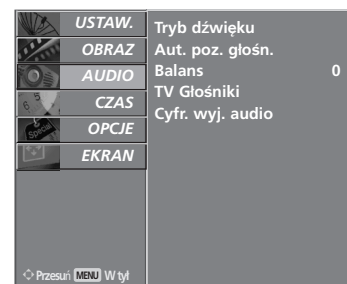 USTAW.
OBRAZ
AUDIO
CZAS
OPCJE
EKRAN
Tryb dźwięku
Aut. poz. głośn.
Balans 0
TV Głośniki
Cyfr. wyj. audio
Special
Przesuń MENU W tył